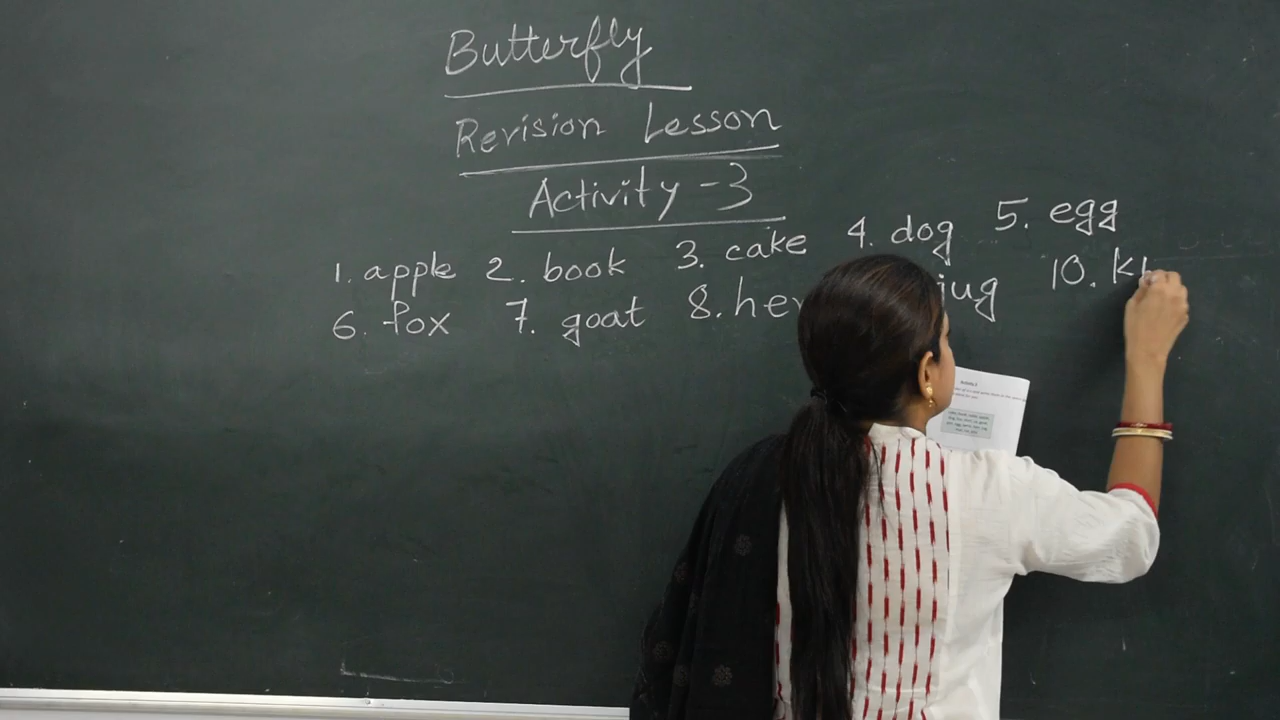 Butterfly
Revision Lesson
Activity - 3
1. apple 2. book 3. cake 4. dog 5. egg
6. fox 7. goat 8. jug 10.